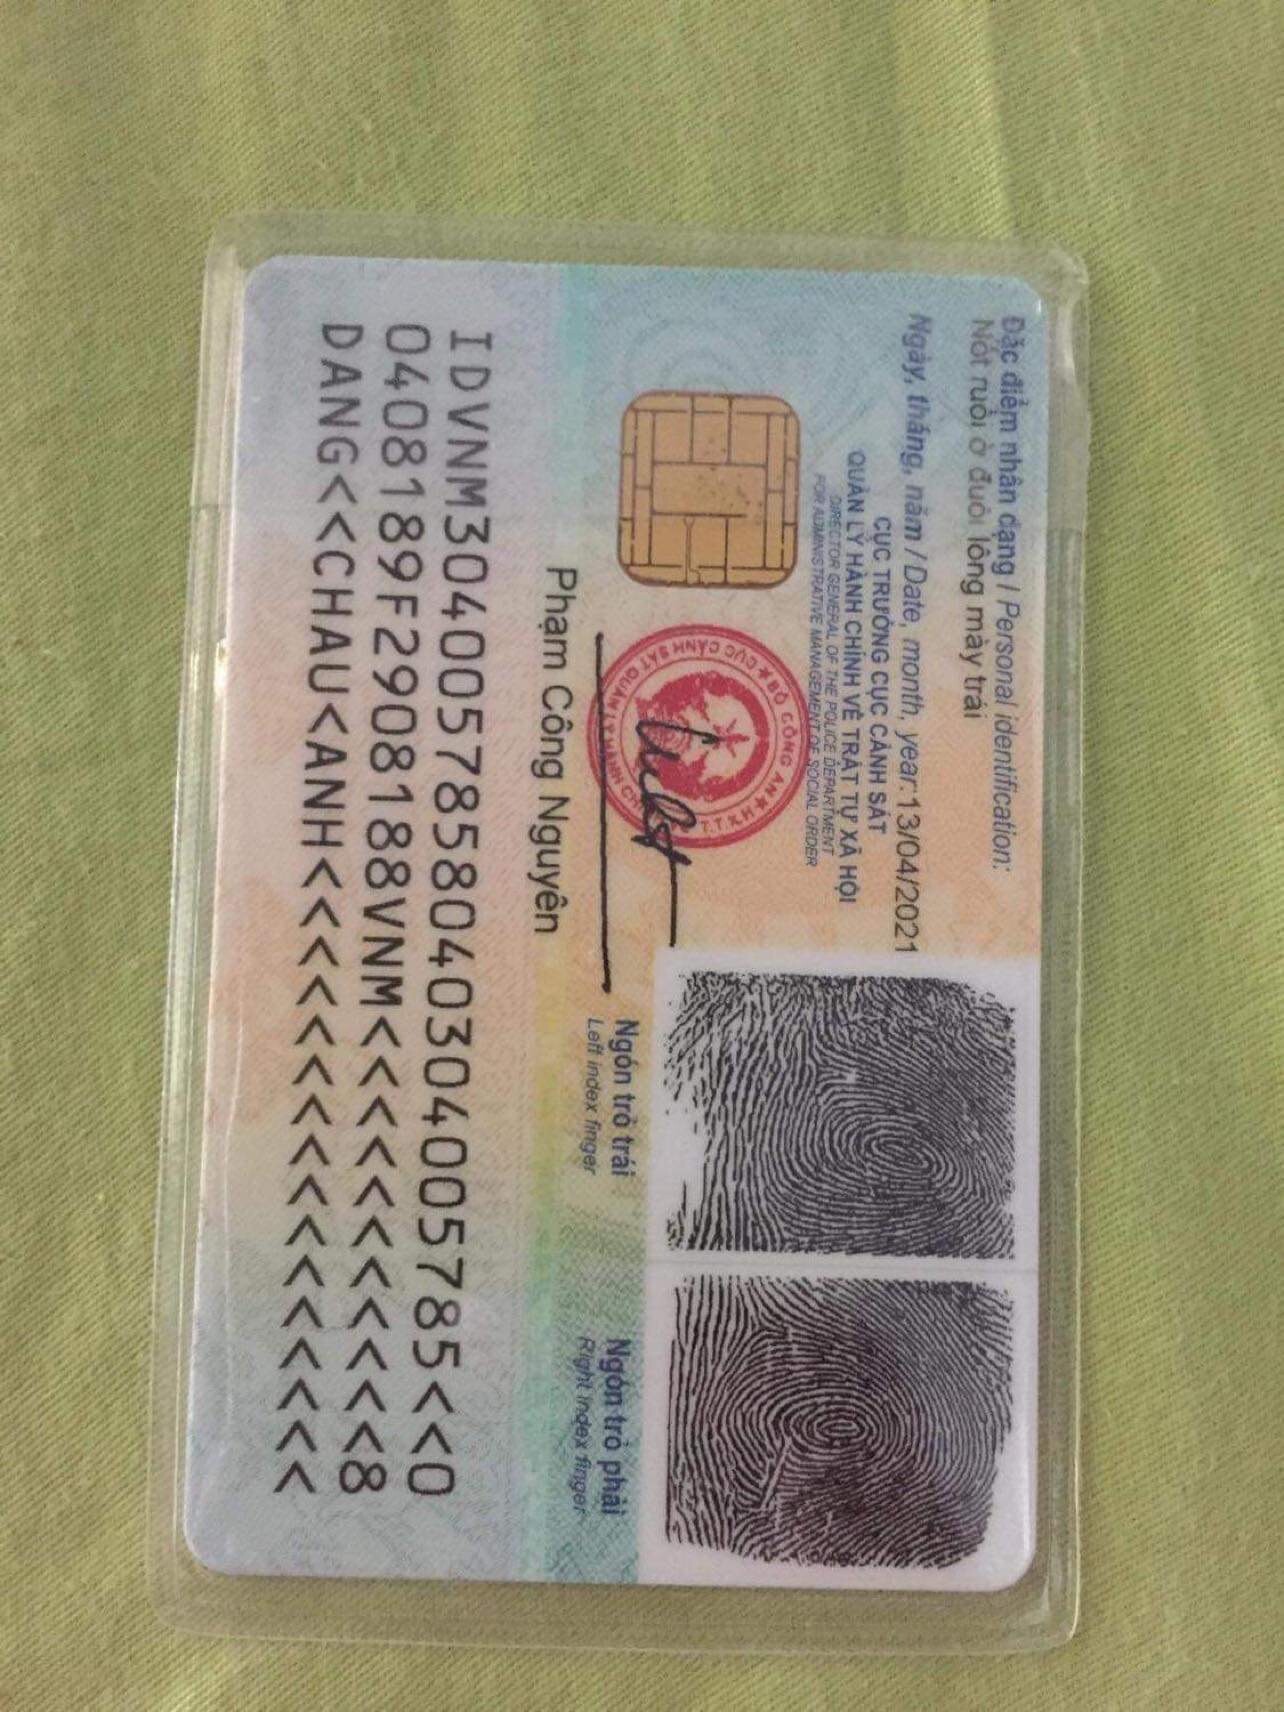 Đặc điểm nhân dạng / Personal identification:
Nốt ruồi ở đuôi lông mày trái
Ngày, tháng, năm / Date, month, year: 13/04/2021
CỤC TRƯỞNG CỤC CẢNH SÁT
QUẢN LÝ HÀNH CHÍNH VỀ TRẬT TỰ XÃ HỘI
DIRECTOR GENERAL OF THE POLICE DEPARTMENT
FOR ADMINISTRATIVE MANAGEMENT OF SOCIAL ORDER
Phạm Công Nguyên
Ngón trỏ trái
Left index finger
Ngón trỏ phải
Right index finger
IDVNM3040057858040304005785<<0
0408189F2908188VNM<<<<<<<<<<<8
DANG<<CHAU<ANH<<<<<<<<<<<<<<<<